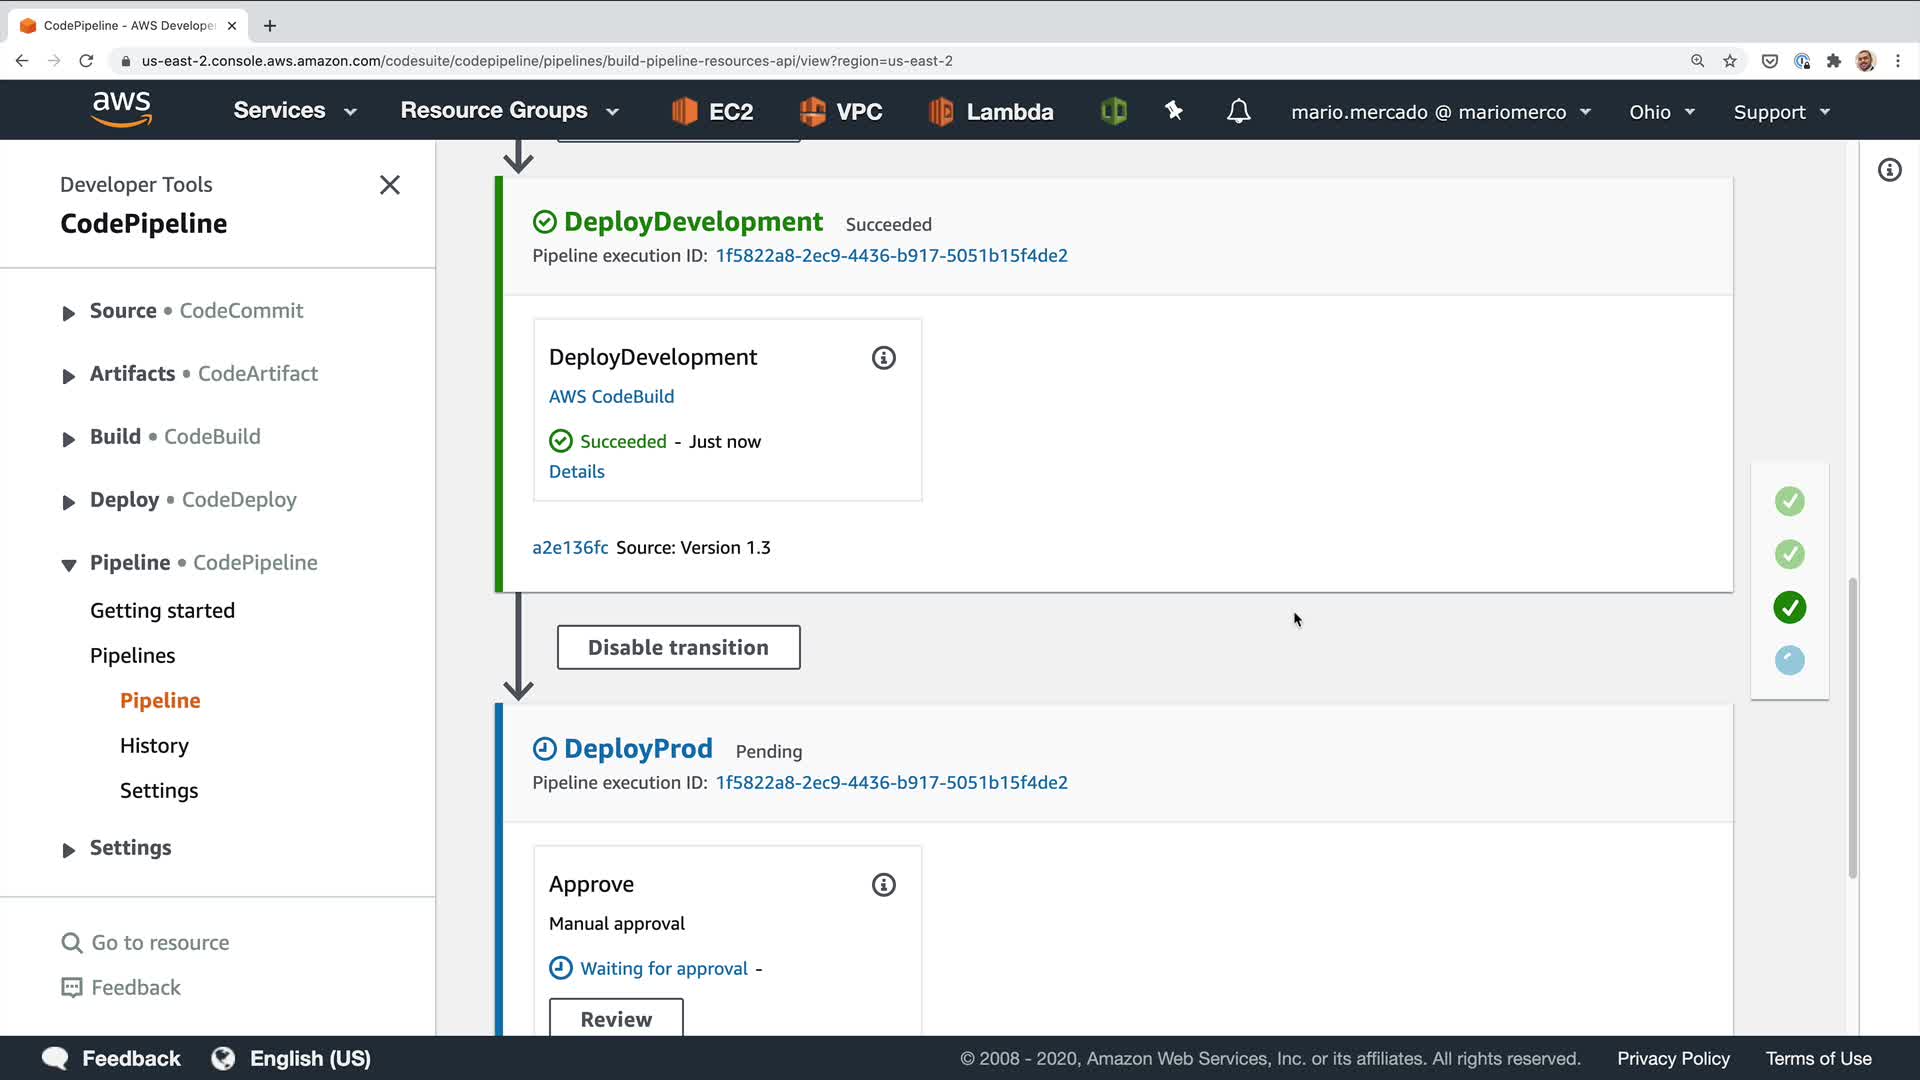 CodePipeline - AWS Develope
us-east-2.console.aws.amazon.com/codesuite/codepipeline/pipelines/build-pipeline-resources-api/view?region=us-east-2
aws
Services
Resource Groups
EC2
VPC
Lambda
mario.mercado @ mariomerco
Ohio
Support
Developer Tools
CodePipeline
Source • CodeCommit
Artifacts • CodeArtifact
Build • CodeBuild
Deploy • CodeDeploy
Pipeline • CodePipeline
Getting started
Pipelines
Pipeline
History
Settings
Settings
Go to resource
Feedback
DeployDevelopment Succeeded
Pipeline execution ID: 1f5822a8-2ec9-4436-b917-5051b15f4de2
DeployDevelopment
AWS CodeBuild
Succeeded - Just now
Details
a2e136fc Source: Version 1.3
Disable transition
DeployProd Pending
Pipeline execution ID: 1f5822a8-2ec9-4436-b917-5051b15f4de2
Approve
Manual approval
Waiting for approval -
Review
Feedback
English (US)
© 2008 - 2020, Amazon Web Services, Inc. or its affiliates. All rights reserved.
Privacy Policy
Terms of Use